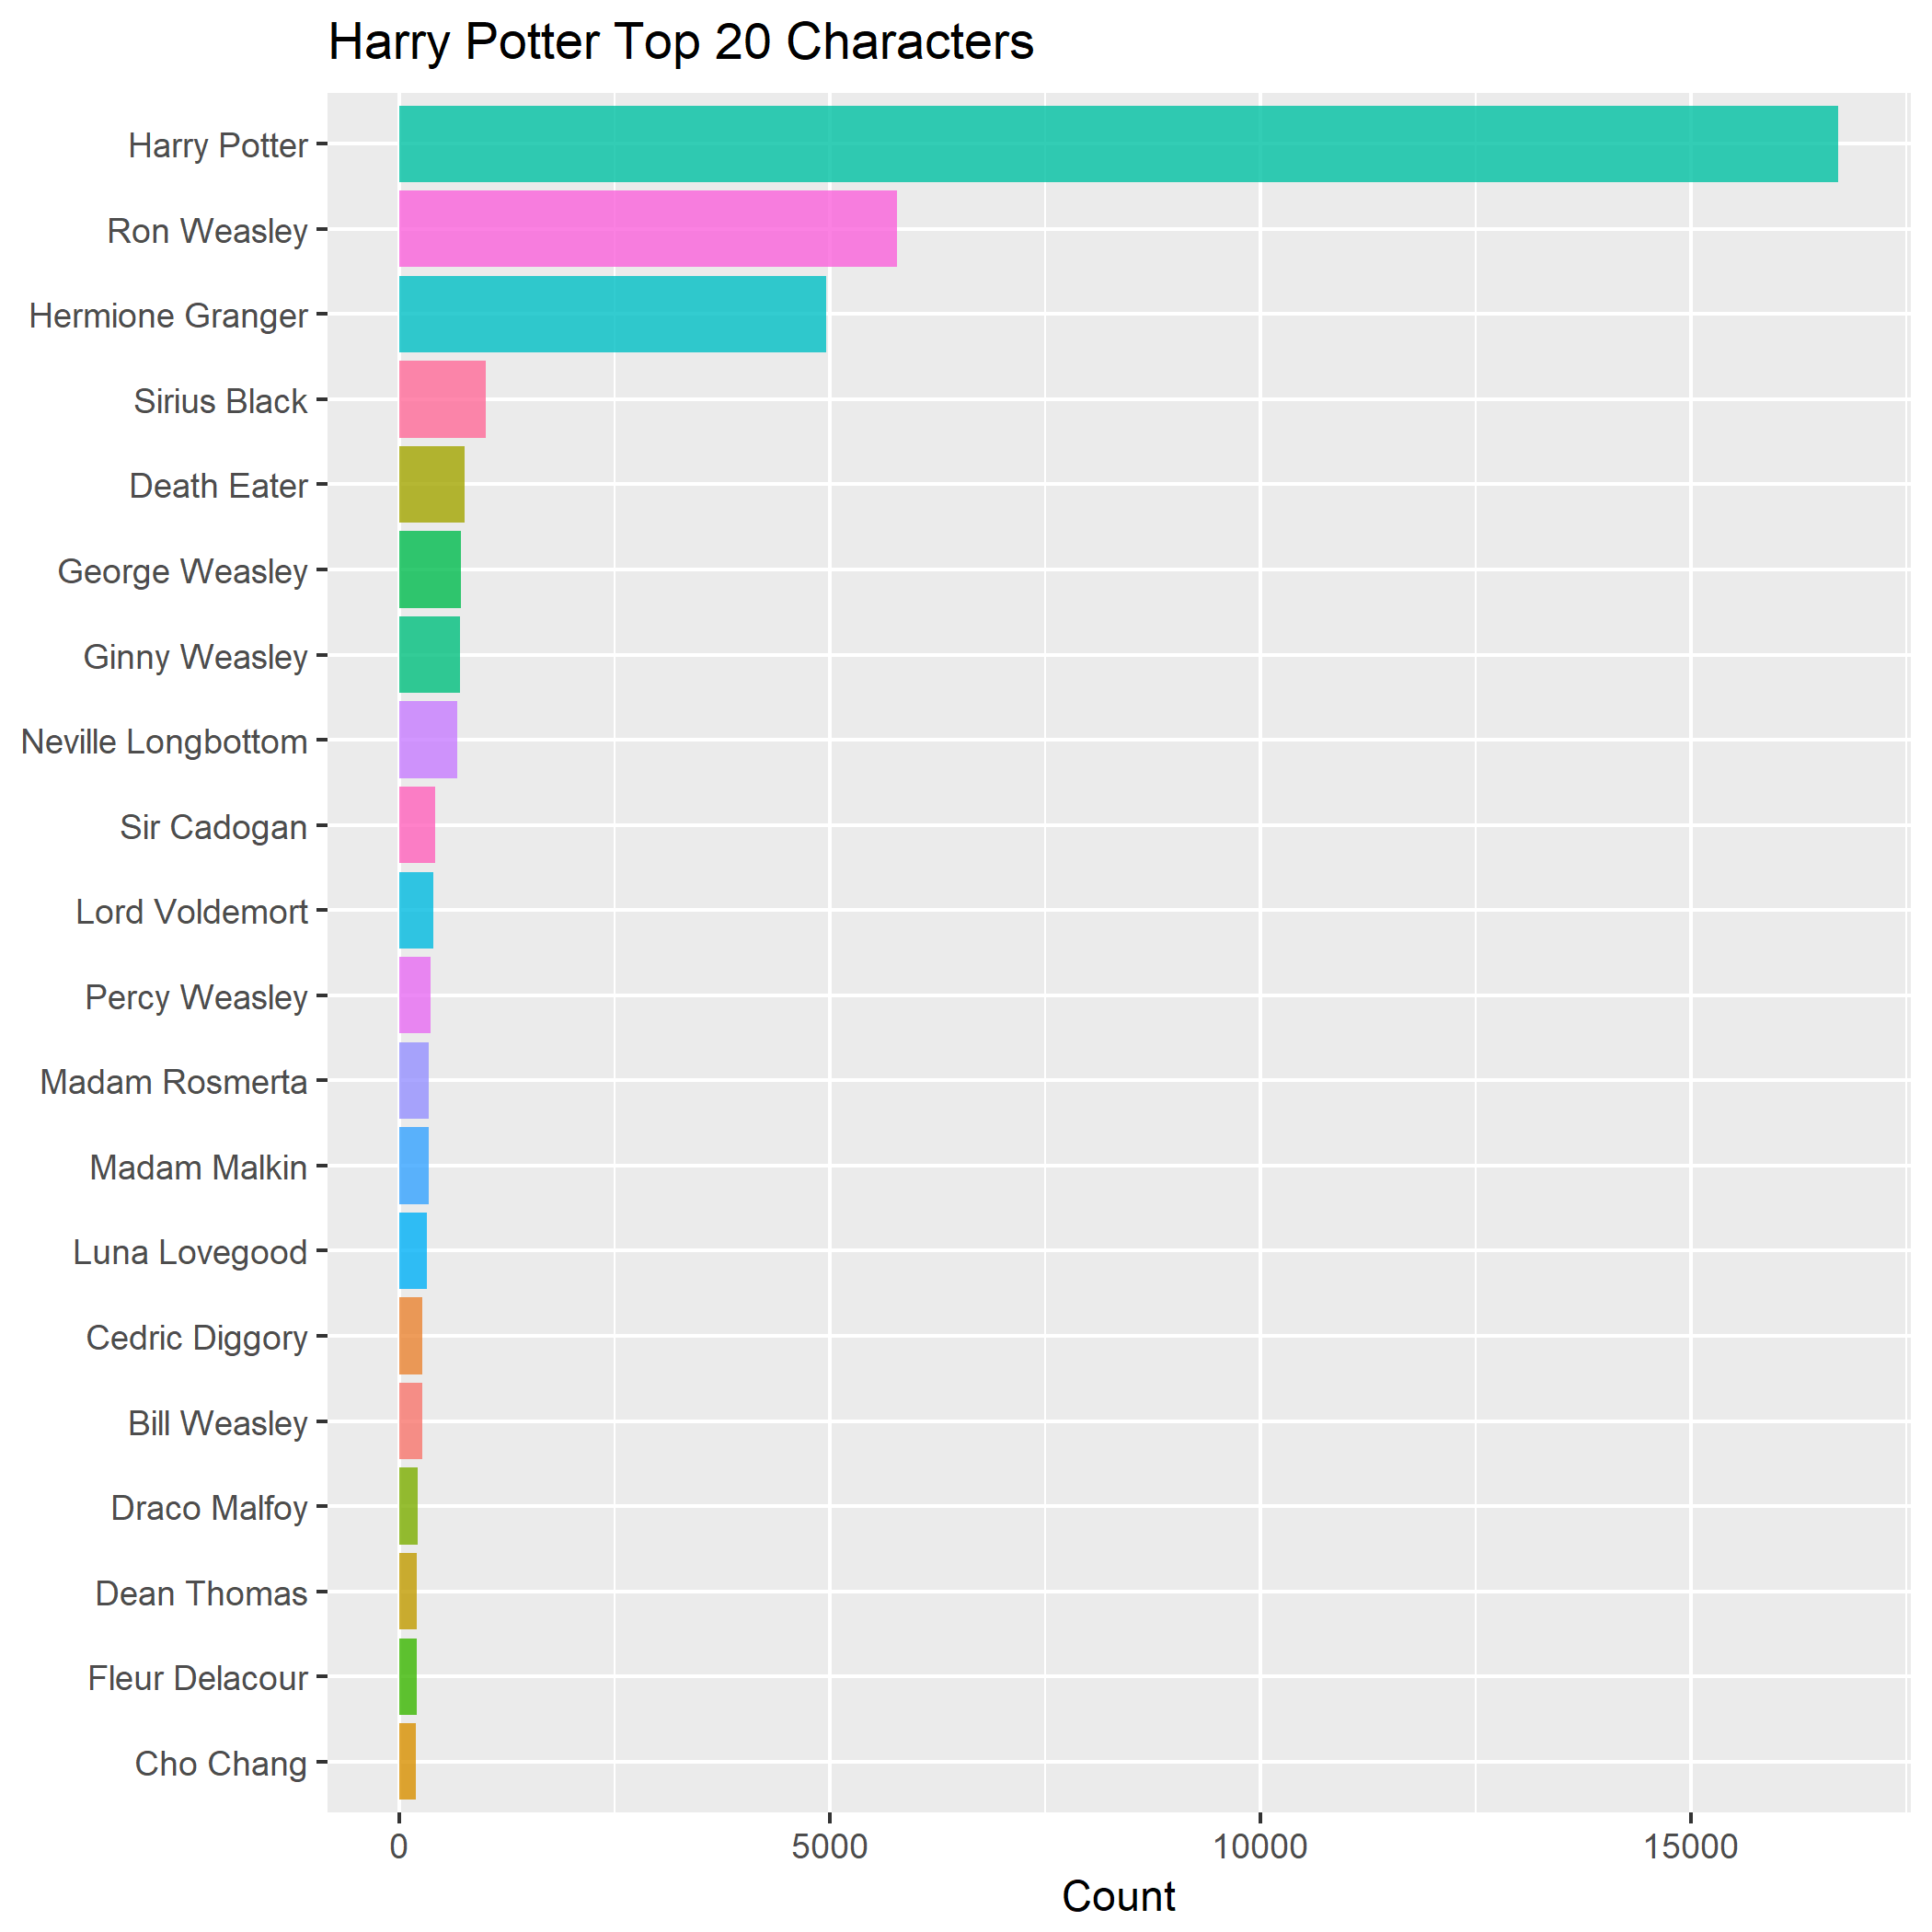 Harry Potter Top 20 Characters
Harry Potter
Ron Weasley
Hermione Granger
Sirius Black
Death Eater
George Weasley
Ginny Weasley
Neville Longbottom
Sir Cadogan
Lord Voldemort
Percy Weasley
Madam Rosmerta
Madam Malkin
Luna Lovegood
Cedric Diggory
Bill Weasley
Draco Malfoy
Dean Thomas
Fleur Delacour
Cho Chang
0 5000 10000 15000
Count